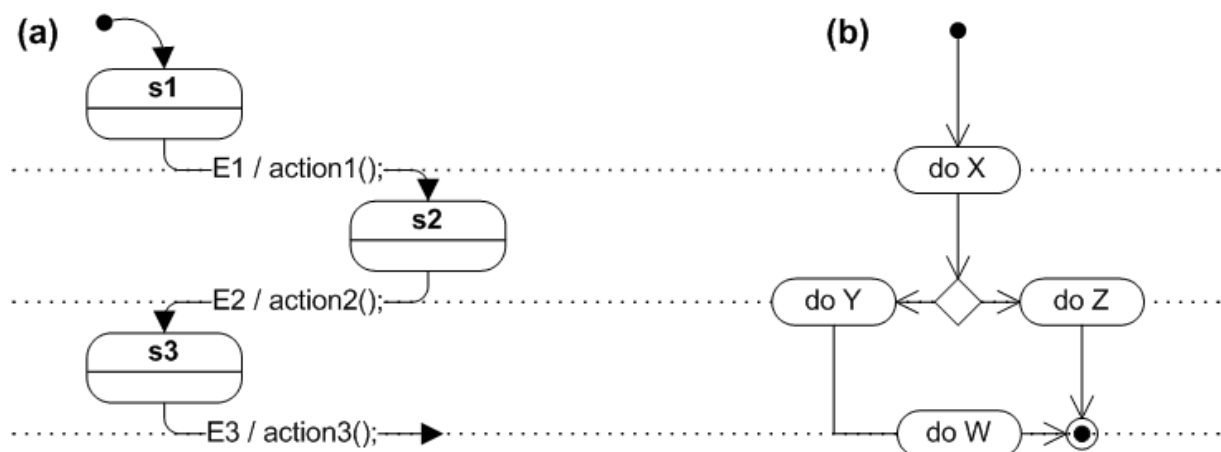 (a)
(b)
s1
E1 / action1();
do X
s2
E2 / action2();
do Y
do Z
s3
E3 / action3();
do W